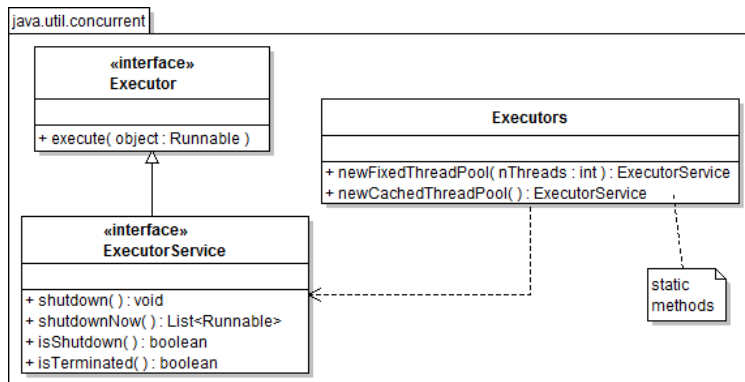 java.util.concurrent
«interface»
Executor
+ execute( object : Runnable )
Executors
+ newFixedThreadPool( nThreads : int ) : ExecutorService
+ newCachedThreadPool( ) : ExecutorService
«interface»
ExecutorService
+ shutdown( ) : void
+ shutdownNow( ) : List<Runnable>
+ isShutdown( ) : boolean
+ isTerminated( ) : boolean
static
methods